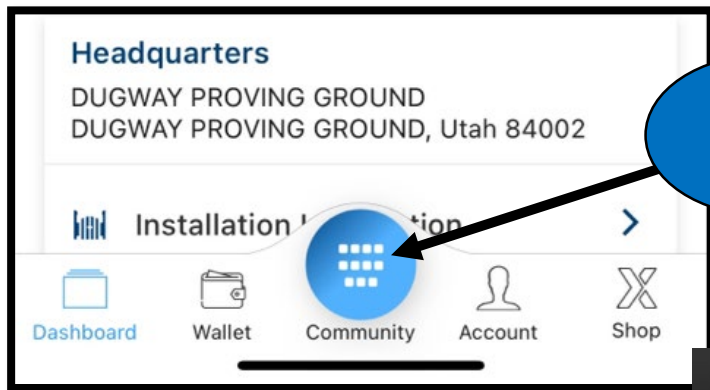 Headquarters
DUGWAY PROVING GROUND
DUGWAY PROVING GROUND, Utah 84002
Installation
Dashboard Wallet Community Account Shop